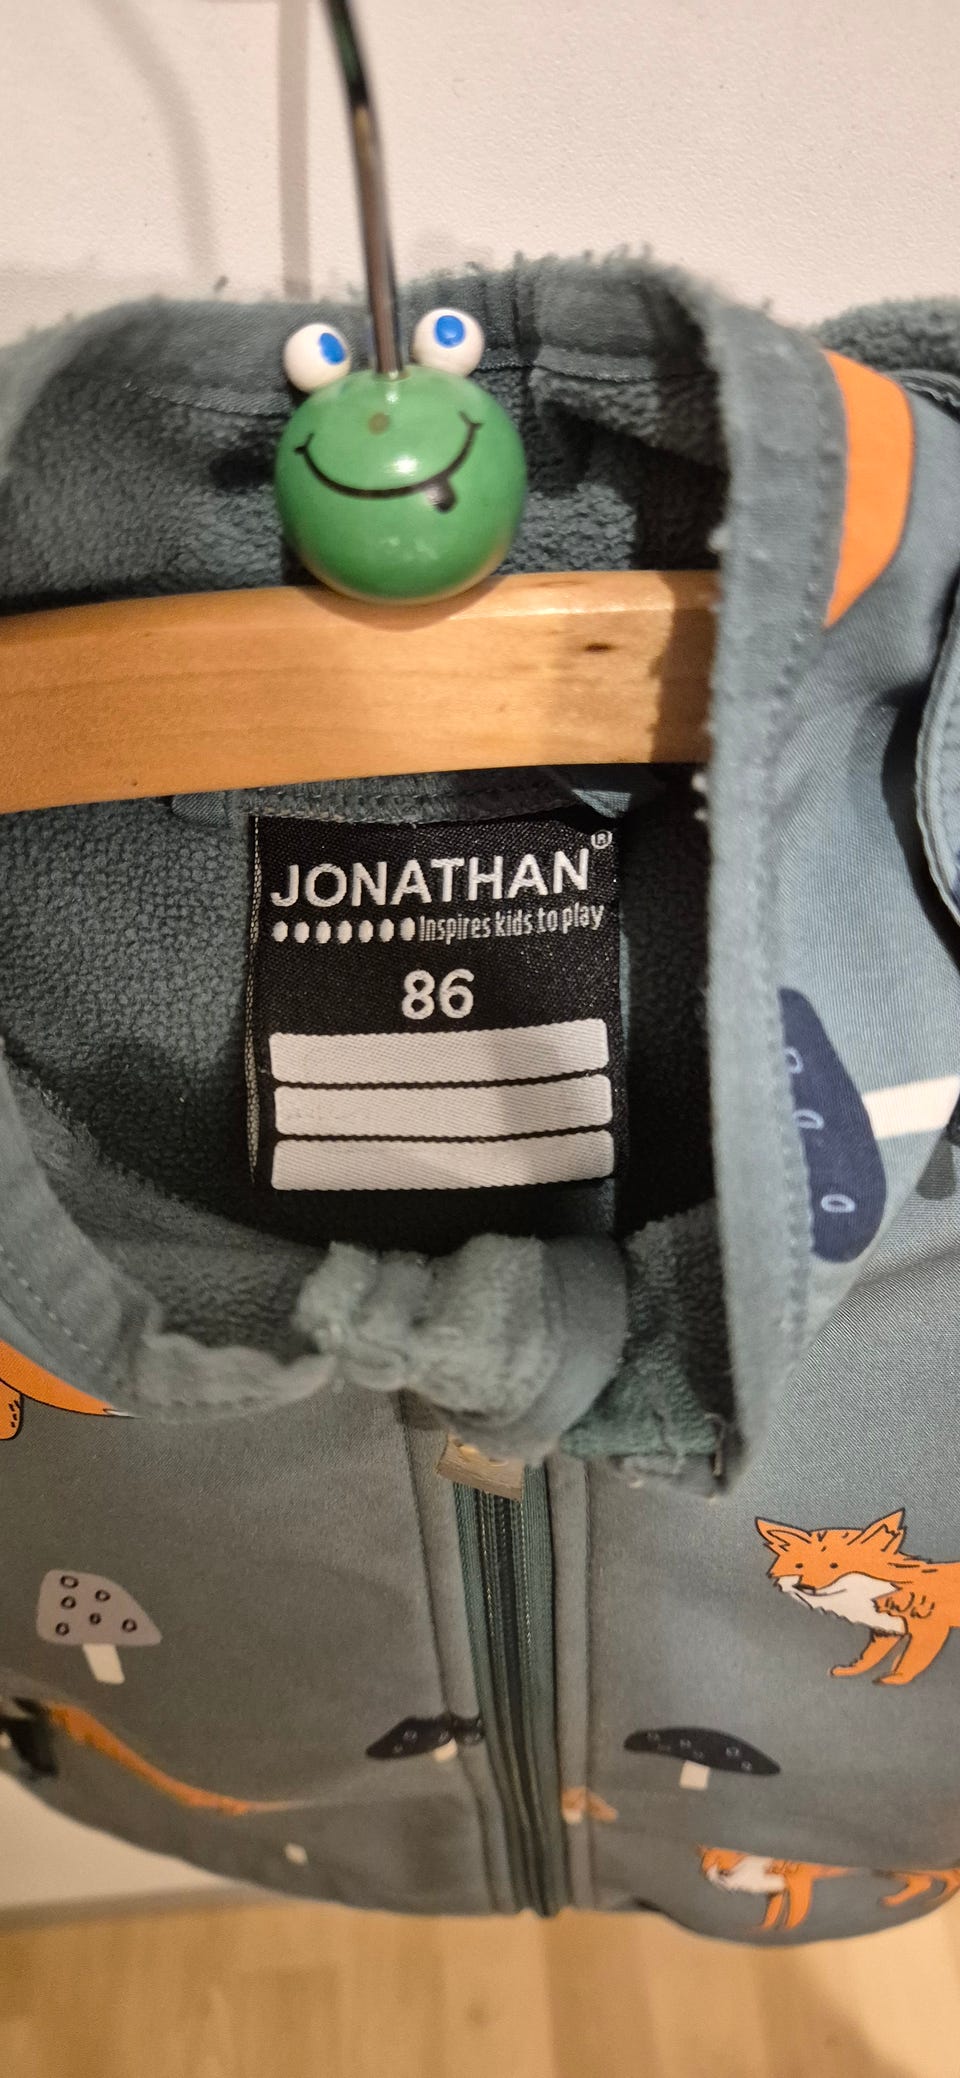 JONATHAN®
Inspires kids to play
86